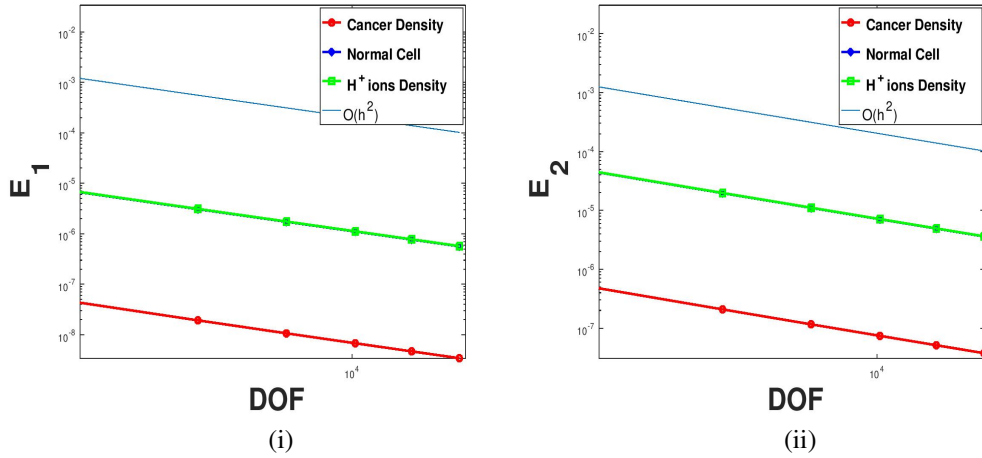 Cancer Density
Normal Cell
H+ ions Density
O(h2)
10-2
10-3
10-4
10-5
10-6
10-7
10-8
E1
104
DOF
(i)
Cancer Density
Normal Cell
H+ ions Density
O(h2)
10-2
10-3
10-4
10-5
10-6
10-7
E2
104
DOF
(ii)